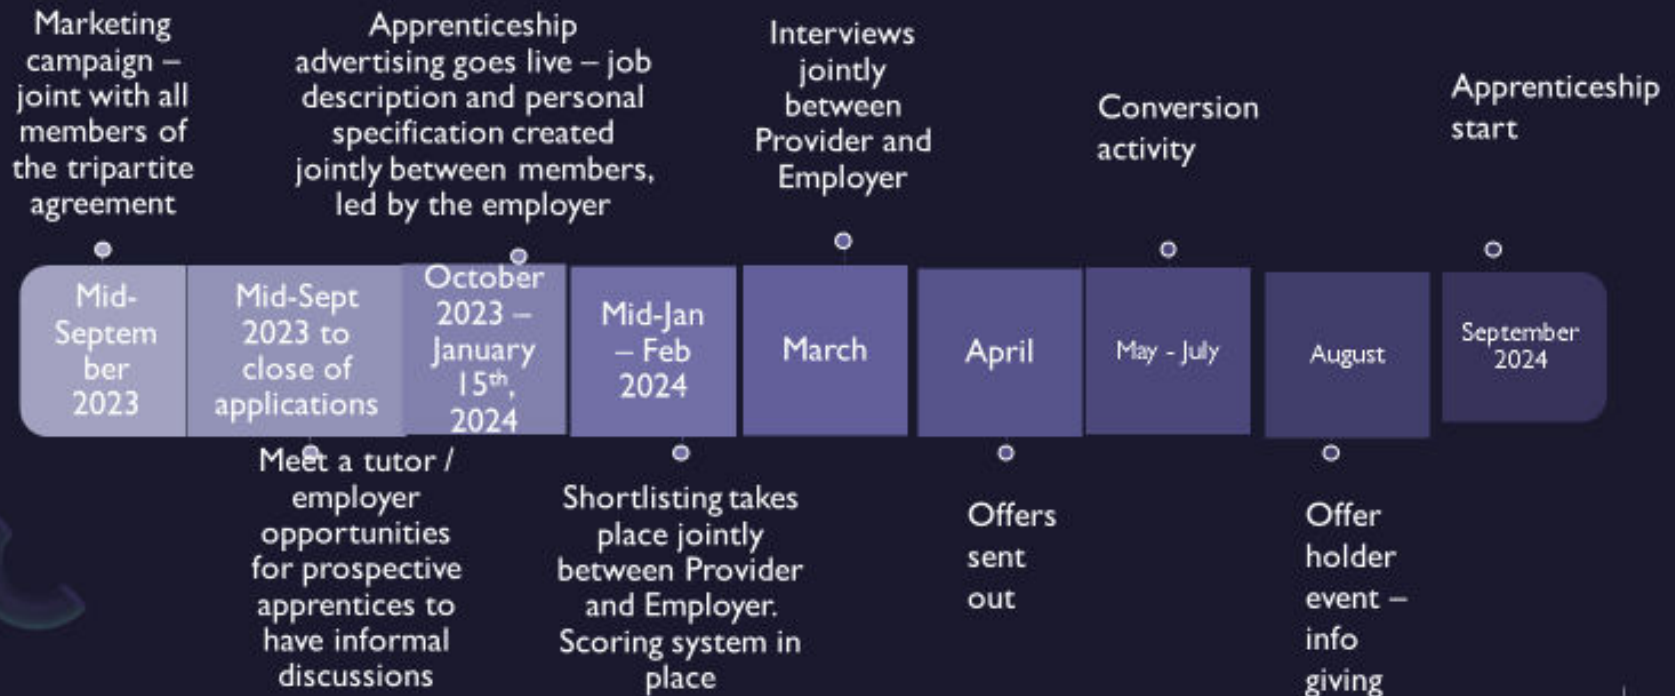 Marketing
campaign –
joint with all
members of
the tripartite
agreement
Apprenticeship
advertising goes live – job
description and personal
specification created
jointly between members,
led by the employer
Interviews
jointly
between
Provider and
Employer
Conversion
activity
Apprenticeship
start
Mid-
Septem
ber
2023
Mid-Sept
2023 to
close of
applications
October
2023 –
January
15th,
2024
Mid-Jan
– Feb
2024
March
April
May - July
August
September
2024
Meet a tutor /
employer
opportunities
for prospective
apprentices to
have informal
discussions
Shortlisting takes
place jointly
between Provider
and Employer.
Scoring system in
place
Offers
sent
out
Offer
holder
event –
info
giving